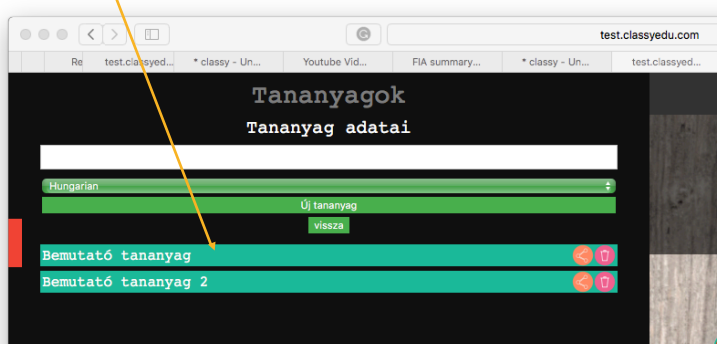 test.classyedu.com
Re
test.classyed...
* classy - Un...
Youtube Vid...
FIA summary...
* classy - Un...
test.classyed...
Tananyagok
Tananyag adatai
Hungarian
Új tananyag
vissza
Bemutató tananyag
Bemutató tananyag 2